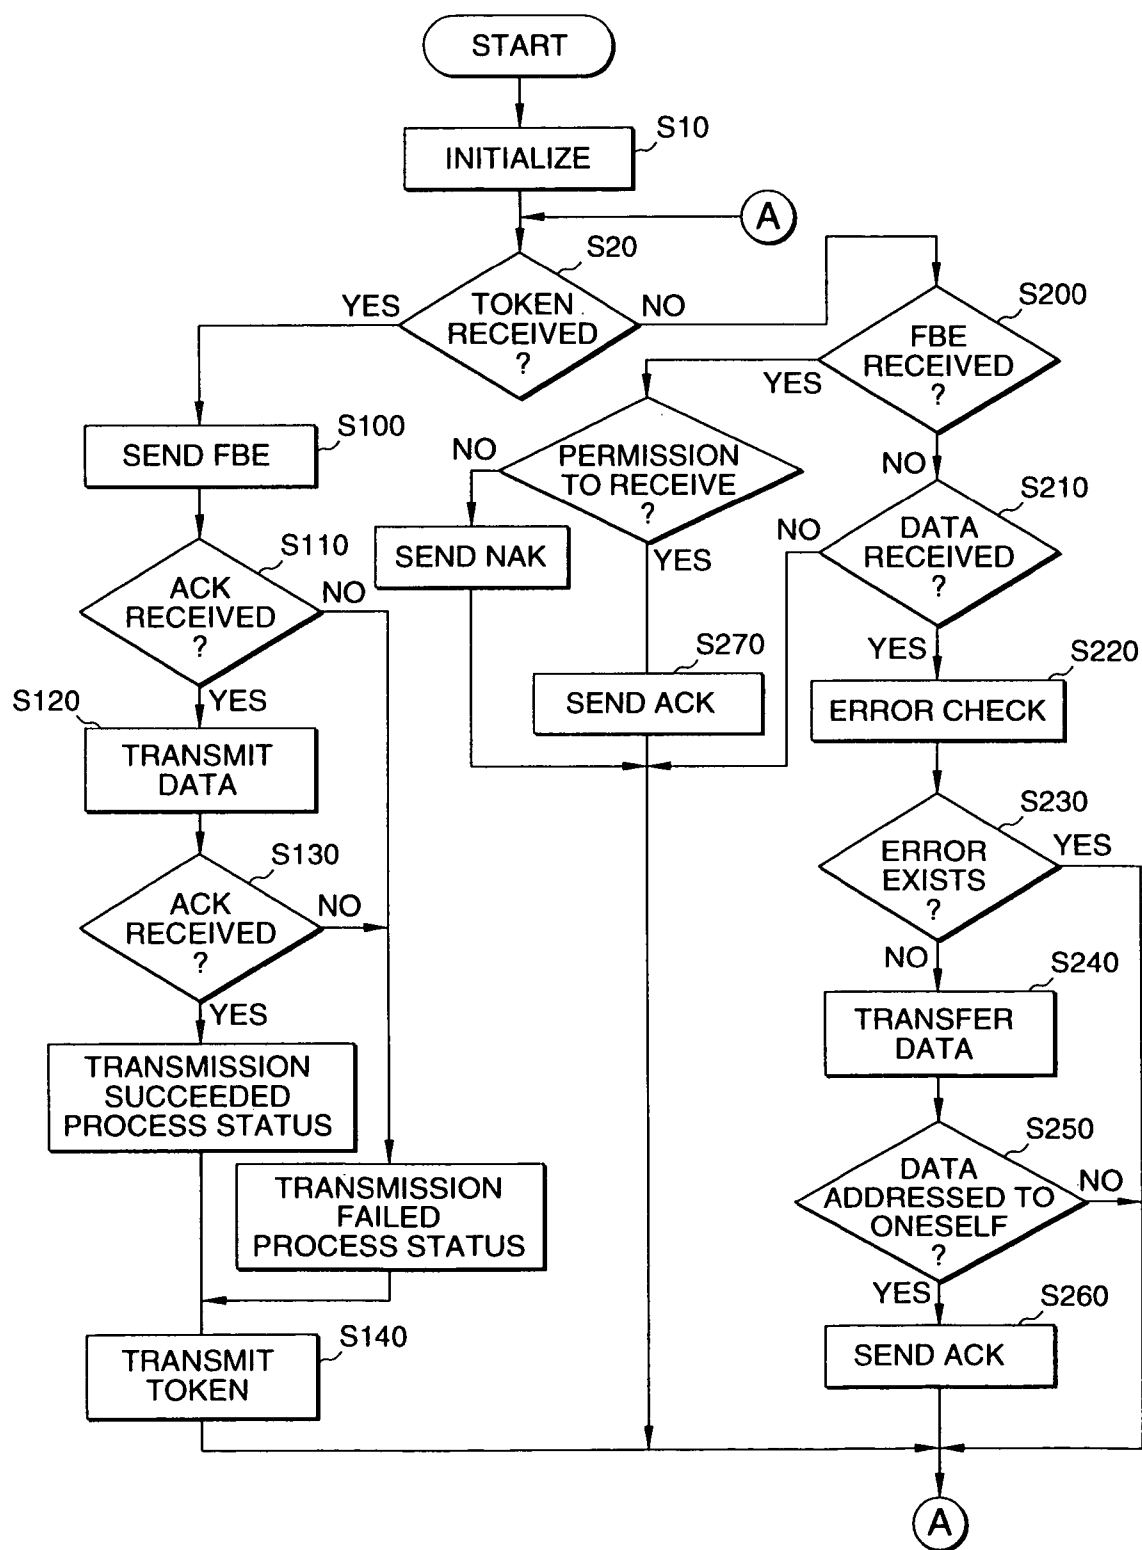 START
S10
INITIALIZE
A
S20
YES
TOKEN
RECEIVED
?
NO
S200
FBE
RECEIVED
?
YES
NO
S100
SEND FBE
PERMISSION
TO RECEIVE
?
NO
YES
SEND NAK
S210
DATA
RECEIVED
?
NO
YES
S110
ACK
RECEIVED
?
NO
YES
S270
SEND ACK
S220
ERROR CHECK
S120
TRANSMIT
DATA
S230
ERROR
EXISTS
?
YES
NO
S130
ACK
RECEIVED
?
NO
YES
S240
TRANSFER
DATA
TRANSMISSION
SUCCEEDED
PROCESS STATUS
S250
DATA
ADDRESSED TO
ONESELF
?
NO
YES
TRANSMISSION
FAILED
PROCESS STATUS
S260
SEND ACK
S140
TRANSMIT
TOKEN
A